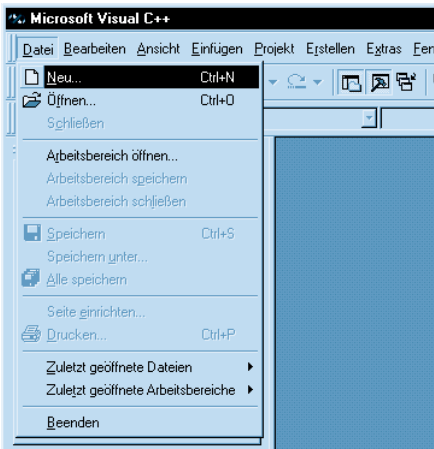 Microsoft Visual C++
Datei Bearbeiten Ansicht Einfügen Projekt Erstellen Extras Fen
Neu... Ctrl+N
Öffnen... Ctrl+O
Schließen
Arbeitsbereich öffnen...
Arbeitsbereich speichern
Arbeitsbereich schließen
Speichern Ctrl+S
Speichern unter...
Alle speichern
Seite einrichten...
Drucken... Ctrl+P
Zuletzt geöffnete Dateien
Zuletzt geöffnete Arbeitsbereiche
Beenden